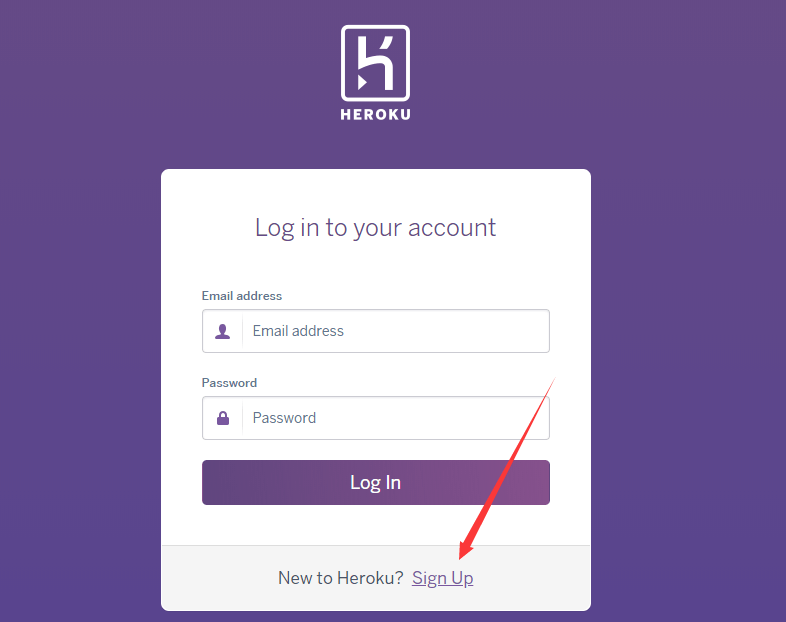 HEROKU
Log in to your account
Email address
Email address
Password
Password
Log In
New to Heroku? Sign Up